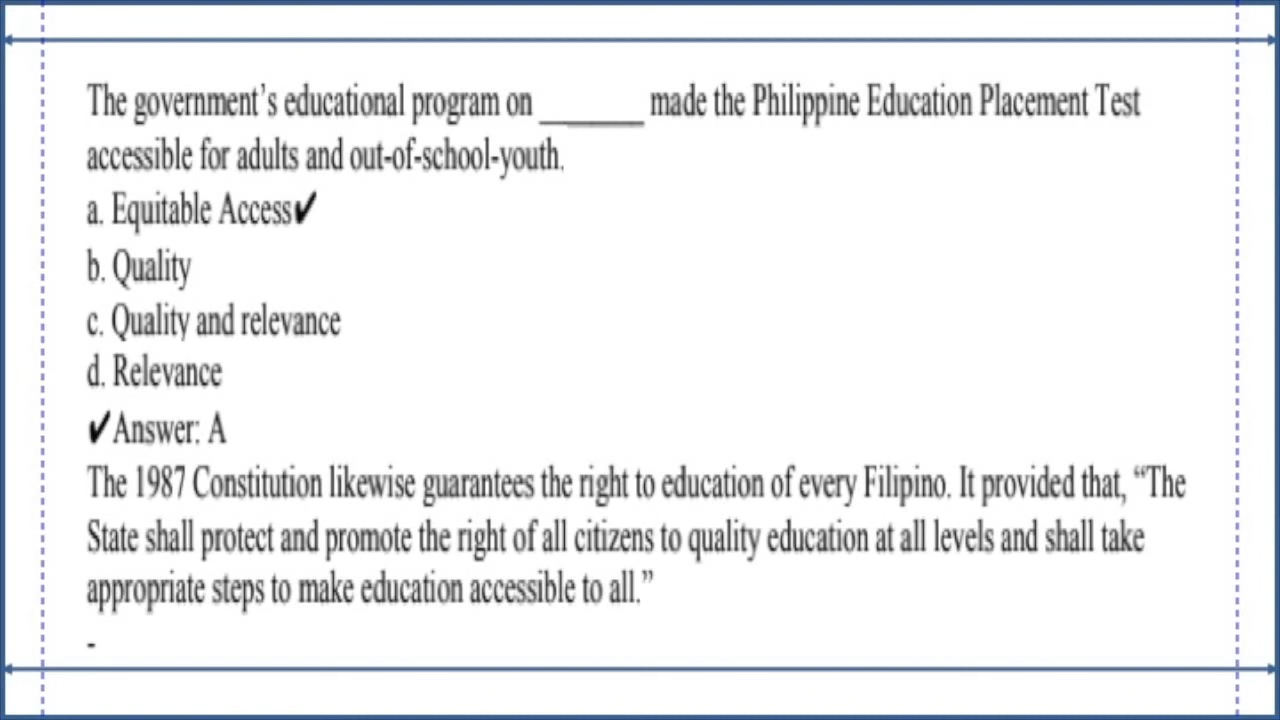 The government’s educational program on _______ made the Philippine Education Placement Test
accessible for adults and out-of-school-youth.
a. Equitable Access✔
b. Quality
c. Quality and relevance
d. Relevance
✔Answer: A
The 1987 Constitution likewise guarantees the right to education of every Filipino. It provided that, “The
State shall protect and promote the right of all citizens to quality education at all levels and shall take
appropriate steps to make education accessible to all.”
-